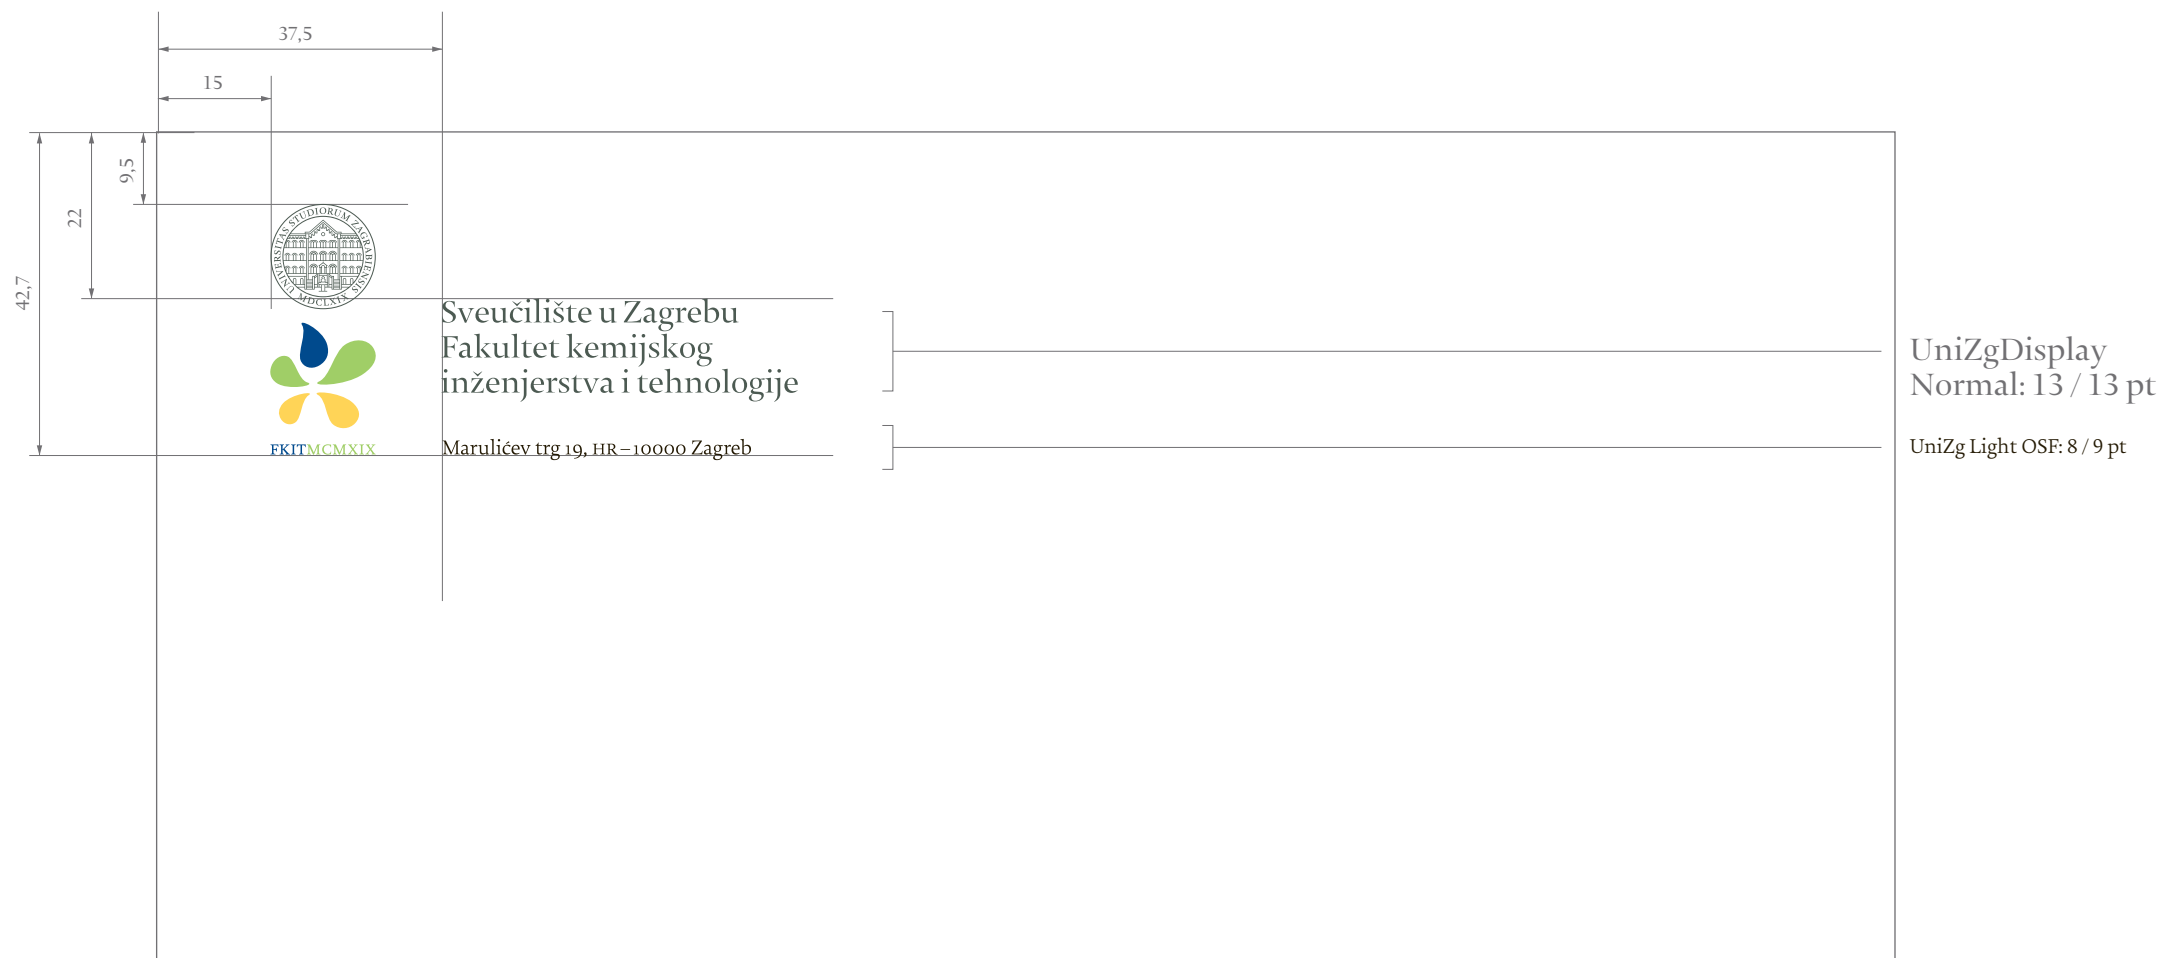 37,5
15
9,5
22
42,7
UNIVERSITAS STUDIORUM ZAGRABIENSIS
MDCLXIX
Sveučilište u Zagrebu
Fakultet kemijskog
inženjerstva i tehnologije
FKITMCMXIX
Marulićev trg 19, HR–10000 Zagreb
UniZgDisplay
Normal: 13 / 13 pt
UniZg Light OSF: 8 / 9 pt